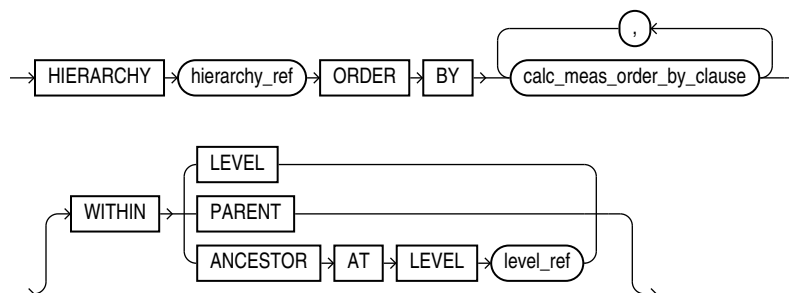 ,
HIERARCHY hierarchy_ref ORDER BY calc_meas_order_by_clause
LEVEL
WITHIN PARENT
ANCESTOR AT LEVEL level_ref